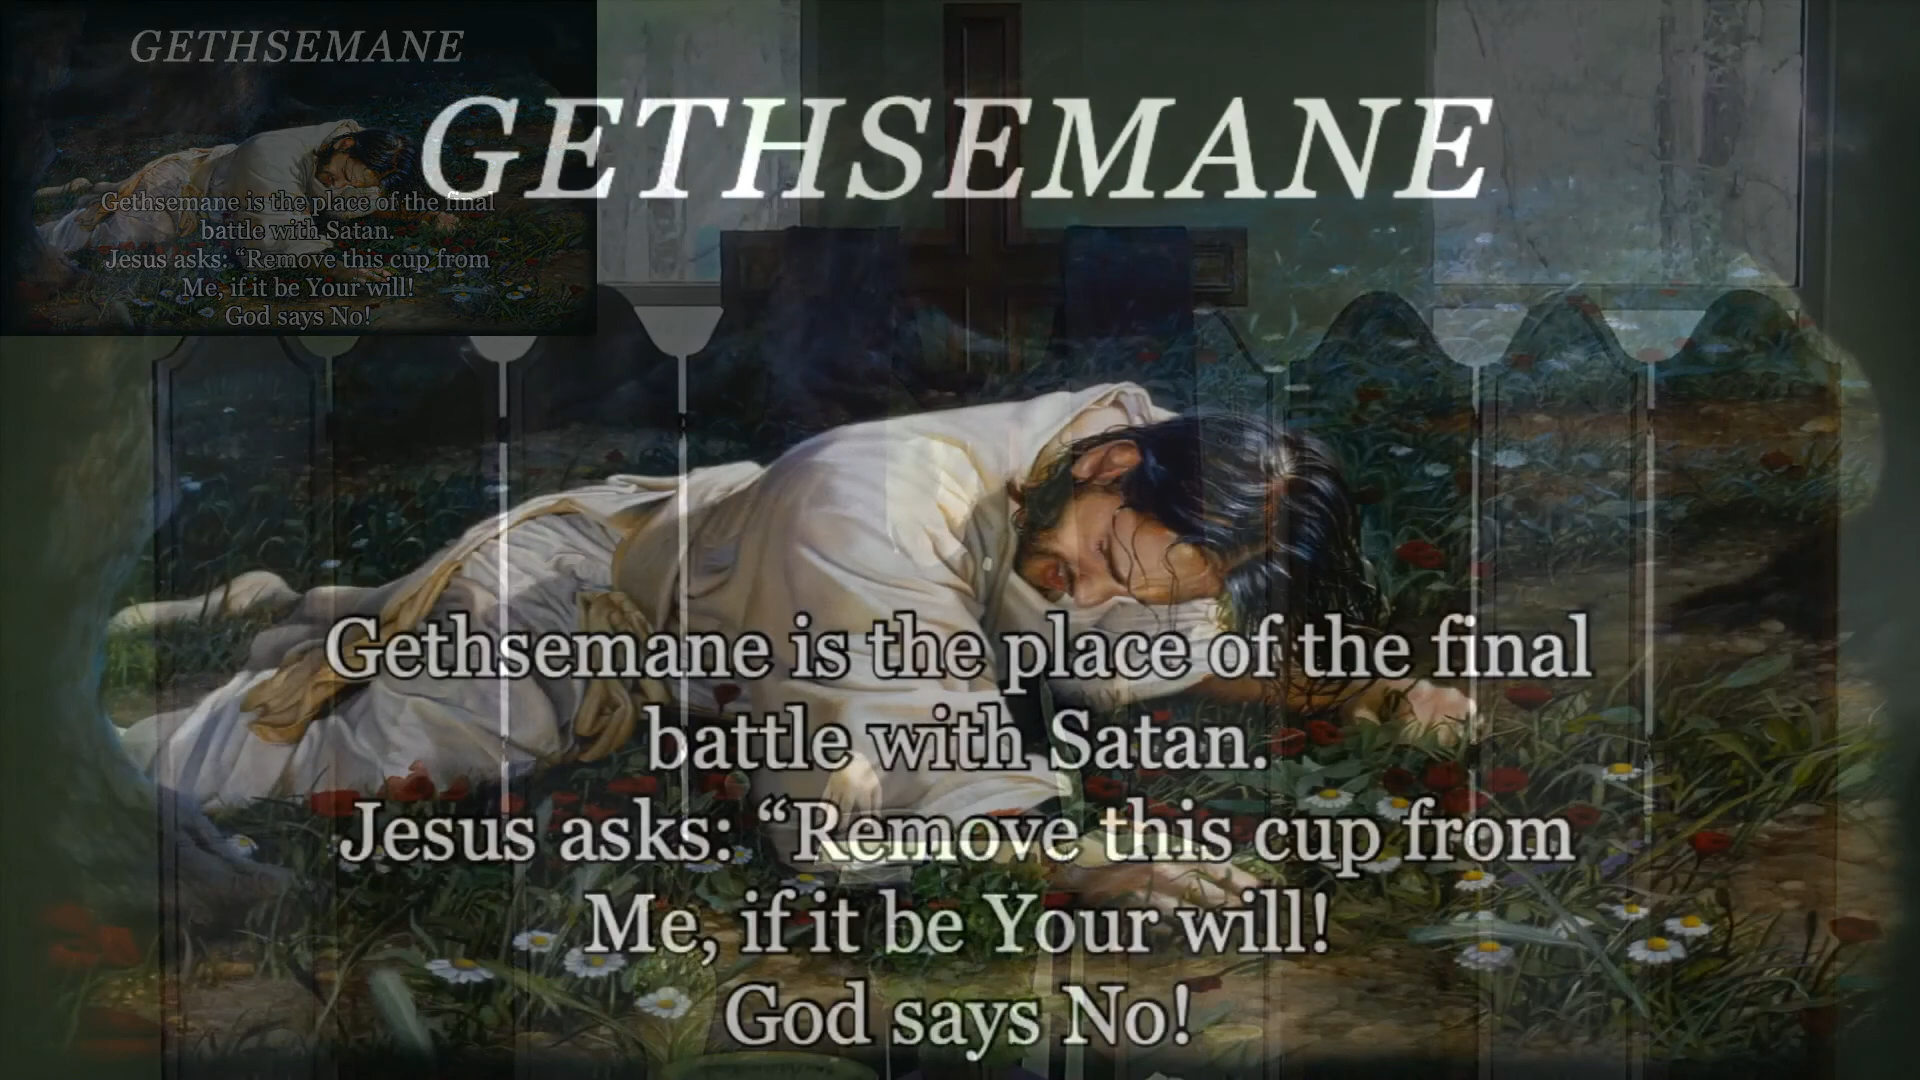 GETHSEMANE
Gethsemane is the place of the final
battle with Satan.
Jesus asks: “Remove this cup from
Me, if it be Your will!
God says No!
GETHSEMANE
Gethsemane is the place of the final
battle with Satan.
Jesus asks: “Remove this cup from
Me, if it be Your will!
God says No!